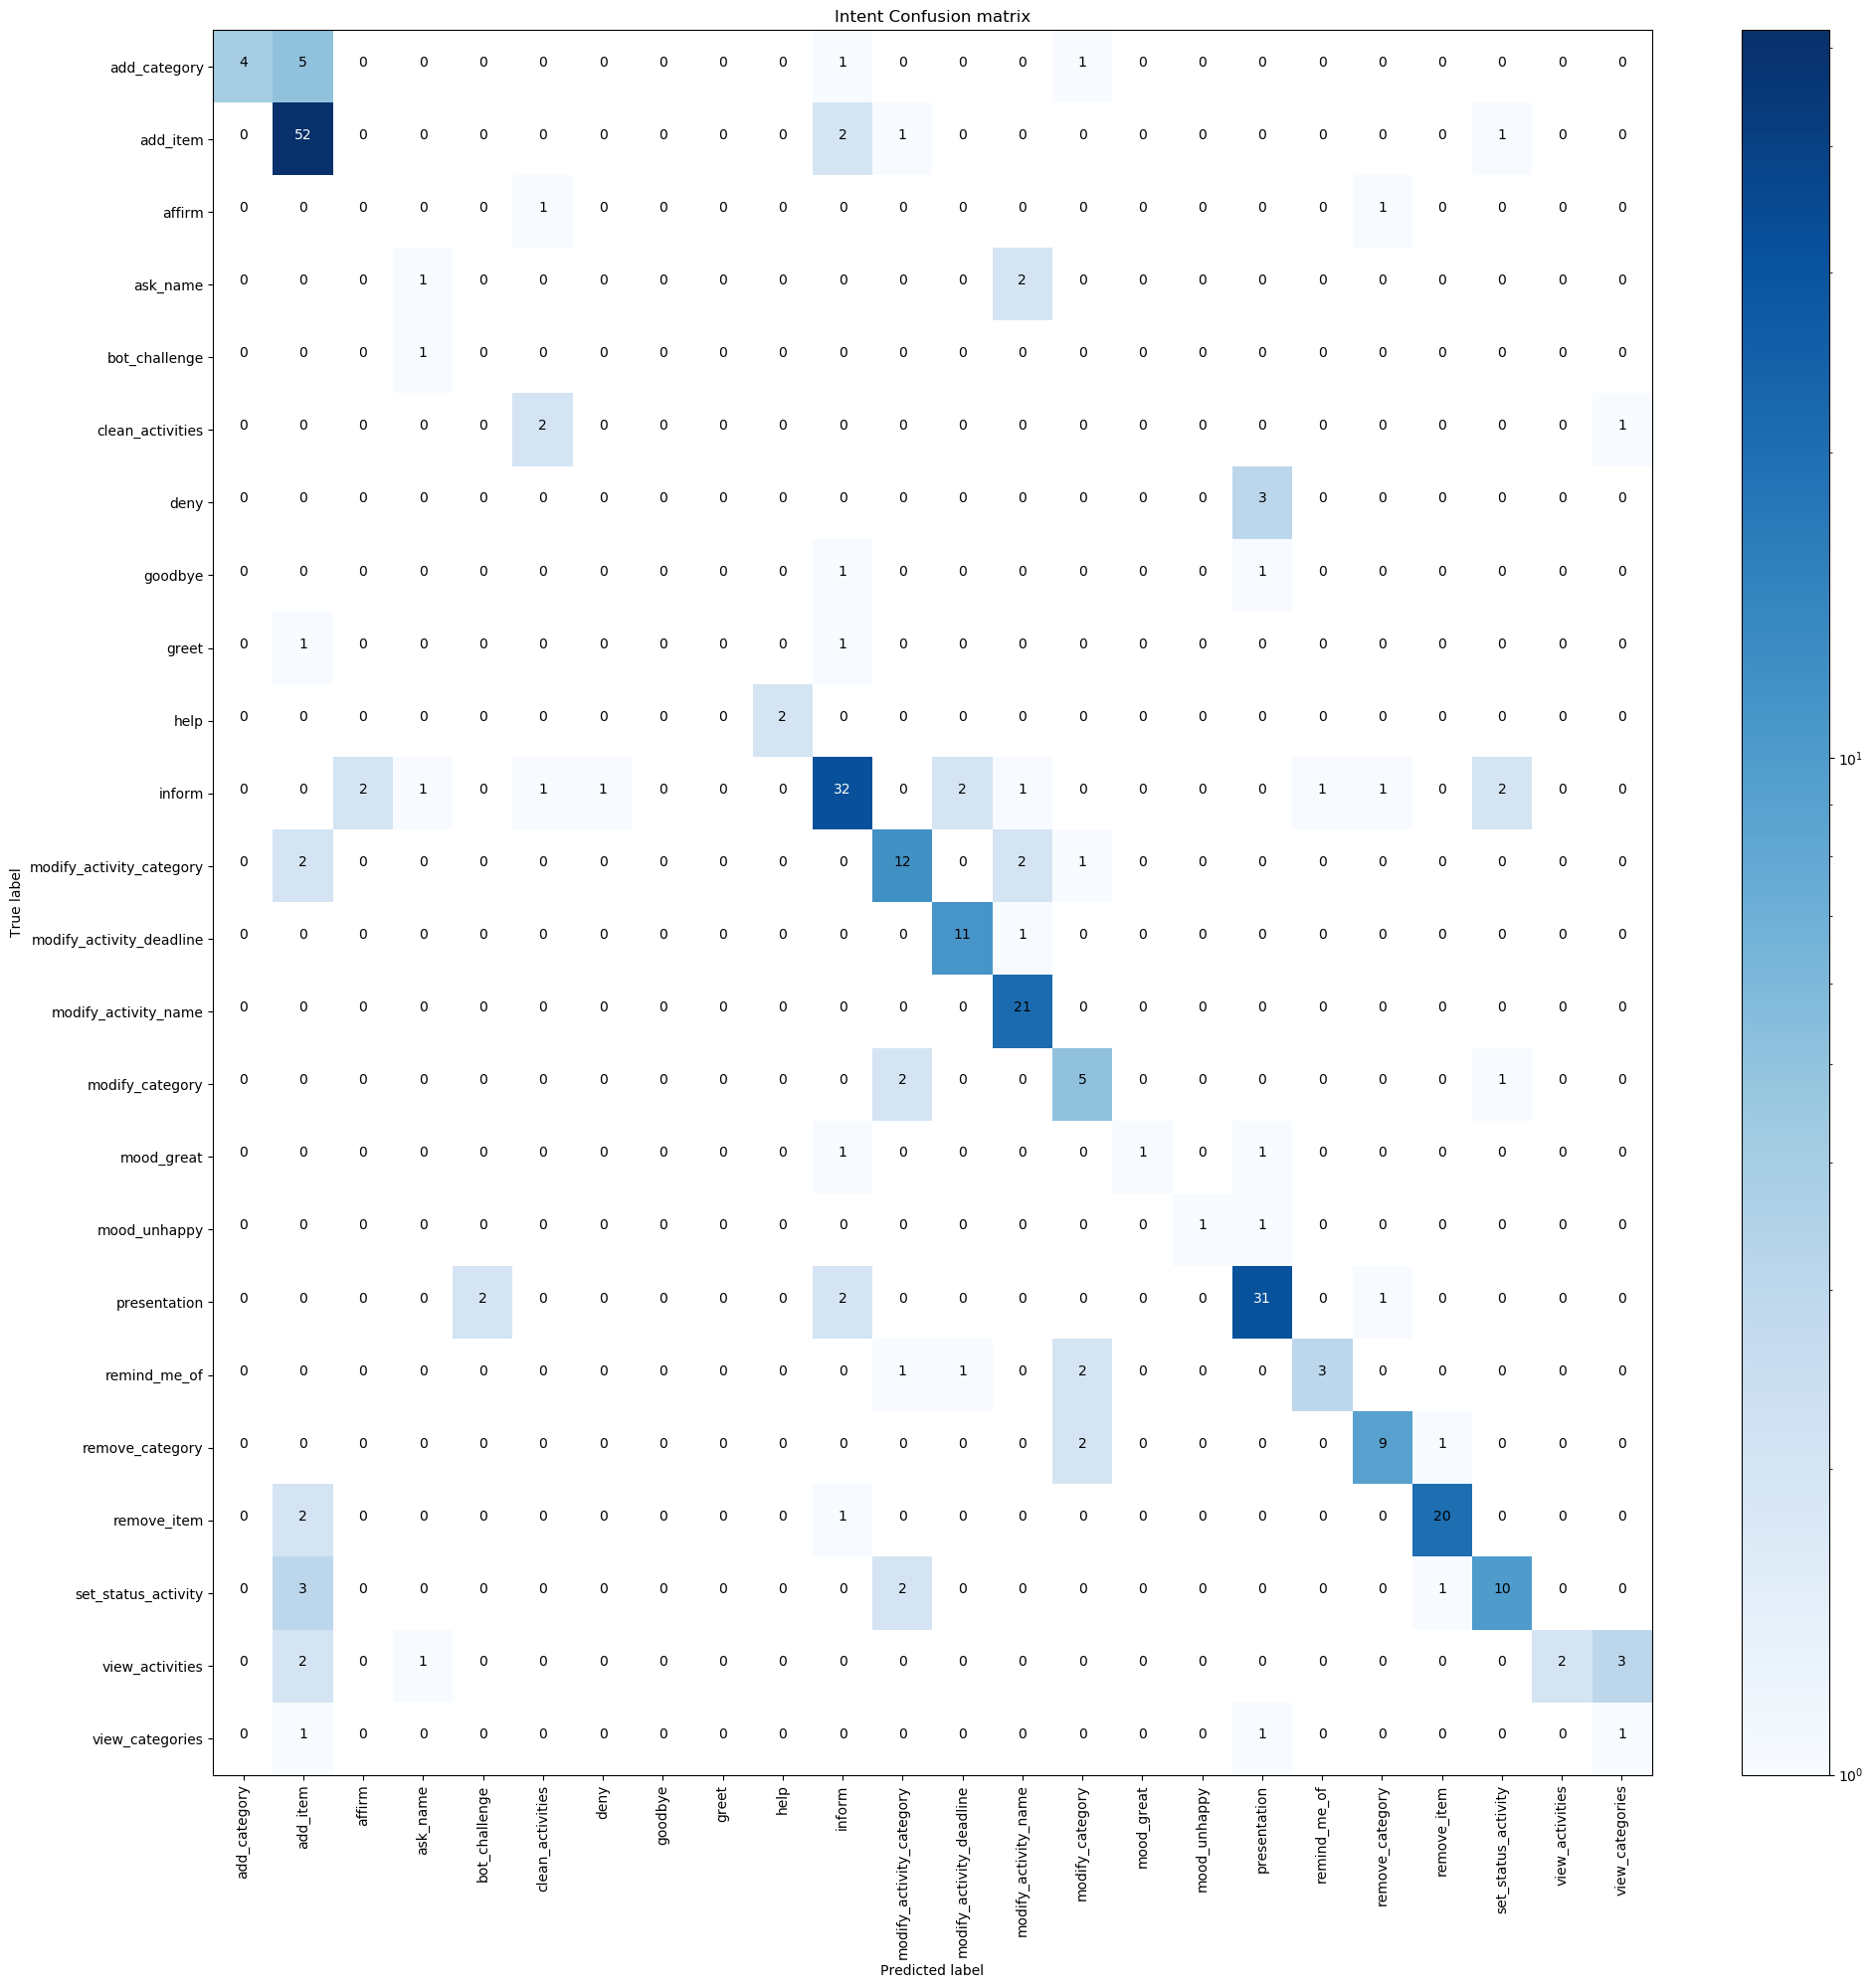 Intent Confusion matrix
add_category 4 5 0 0 0 0 0 0 0 0 1 0 0 0 1 0 0 0 0 0 0 0 0 0
add_item 0 52 0 0 0 0 0 0 0 0 2 1 0 0 0 0 0 0 0 0 0 1 0 0
affirm 0 0 0 0 0 1 0 0 0 0 0 0 0 0 0 0 0 0 0 1 0 0 0 0
ask_name 0 0 0 1 0 0 0 0 0 0 0 0 0 2 0 0 0 0 0 0 0 0 0 0
bot_challenge 0 0 0 1 0 0 0 0 0 0 0 0 0 0 0 0 0 0 0 0 0 0 0 0
clean_activities 0 0 0 0 0 2 0 0 0 0 0 0 0 0 0 0 0 0 0 0 0 0 0 1
deny 0 0 0 0 0 0 0 0 0 0 0 0 0 0 0 0 0 3 0 0 0 0 0 0
goodbye 0 0 0 0 0 0 0 0 0 0 1 0 0 0 0 0 0 1 0 0 0 0 0 0
greet 0 1 0 0 0 0 0 0 0 0 1 0 0 0 0 0 0 0 0 0 0 0 0 0
help 0 0 0 0 0 0 0 0 0 2 0 0 0 0 0 0 0 0 0 0 0 0 0 0
inform 0 0 2 1 0 1 1 0 0 0 32 0 2 1 0 0 0 0 1 1 0 2 0 0
modify_activity_category 0 2 0 0 0 0 0 0 0 0 0 12 0 2 1 0 0 0 0 0 0 0 0 0
modify_activity_deadline 0 0 0 0 0 0 0 0 0 0 0 0 11 1 0 0 0 0 0 0 0 0 0 0
modify_activity_name 0 0 0 0 0 0 0 0 0 0 0 0 0 21 0 0 0 0 0 0 0 0 0 0
modify_category 0 0 0 0 0 0 0 0 0 0 0 2 0 0 5 0 0 0 0 0 0 1 0 0
mood_great 0 0 0 0 0 0 0 0 0 0 1 0 0 0 0 1 0 1 0 0 0 0 0 0
mood_unhappy 0 0 0 0 0 0 0 0 0 0 0 0 0 0 0 0 1 1 0 0 0 0 0 0
presentation 0 0 0 0 2 0 0 0 0 0 2 0 0 0 0 0 0 31 0 1 0 0 0 0
remind_me_of 0 0 0 0 0 0 0 0 0 0 0 1 1 0 2 0 0 0 3 0 0 0 0 0
remove_category 0 0 0 0 0 0 0 0 0 0 0 0 0 0 2 0 0 0 0 9 1 0 0 0
remove_item 0 2 0 0 0 0 0 0 0 0 1 0 0 0 0 0 0 0 0 0 20 0 0 0
set_status_activity 0 3 0 0 0 0 0 0 0 0 0 2 0 0 0 0 0 0 0 0 1 10 0 0
view_activities 0 2 0 1 0 0 0 0 0 0 0 0 0 0 0 0 0 0 0 0 0 0 2 3
view_categories 0 1 0 0 0 0 0 0 0 0 0 0 0 0 0 0 0 1 0 0 0 0 0 1
True label
add_category
add_item
affirm
ask_name
bot_challenge
clean_activities
deny
goodbye
greet
help
inform
modify_activity_category
modify_activity_deadline
modify_activity_name
modify_category
mood_great
mood_unhappy
presentation
remind_me_of
remove_category
remove_item
set_status_activity
view_activities
view_categories
Predicted label
10¹
10⁰